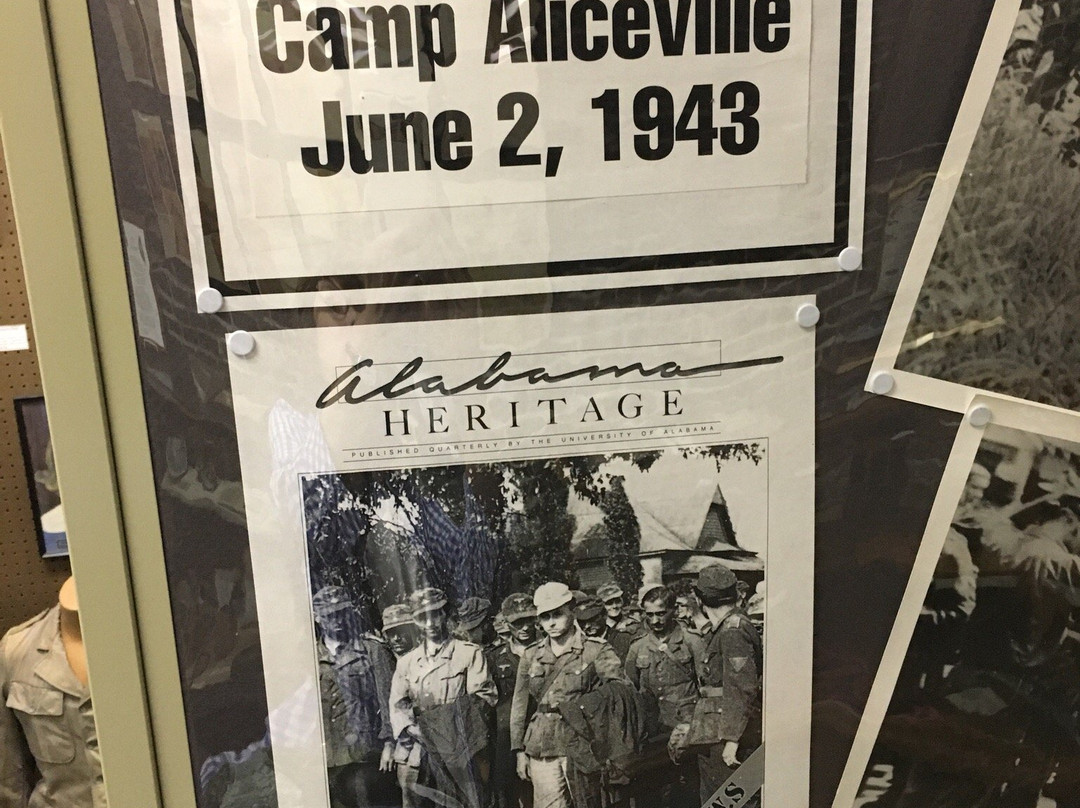 Camp Aliceville
June 2, 1943
Alabama
HERITAGE
PUBLISHED QUARTERLY BY THE UNIVERSITY OF ALABAMA